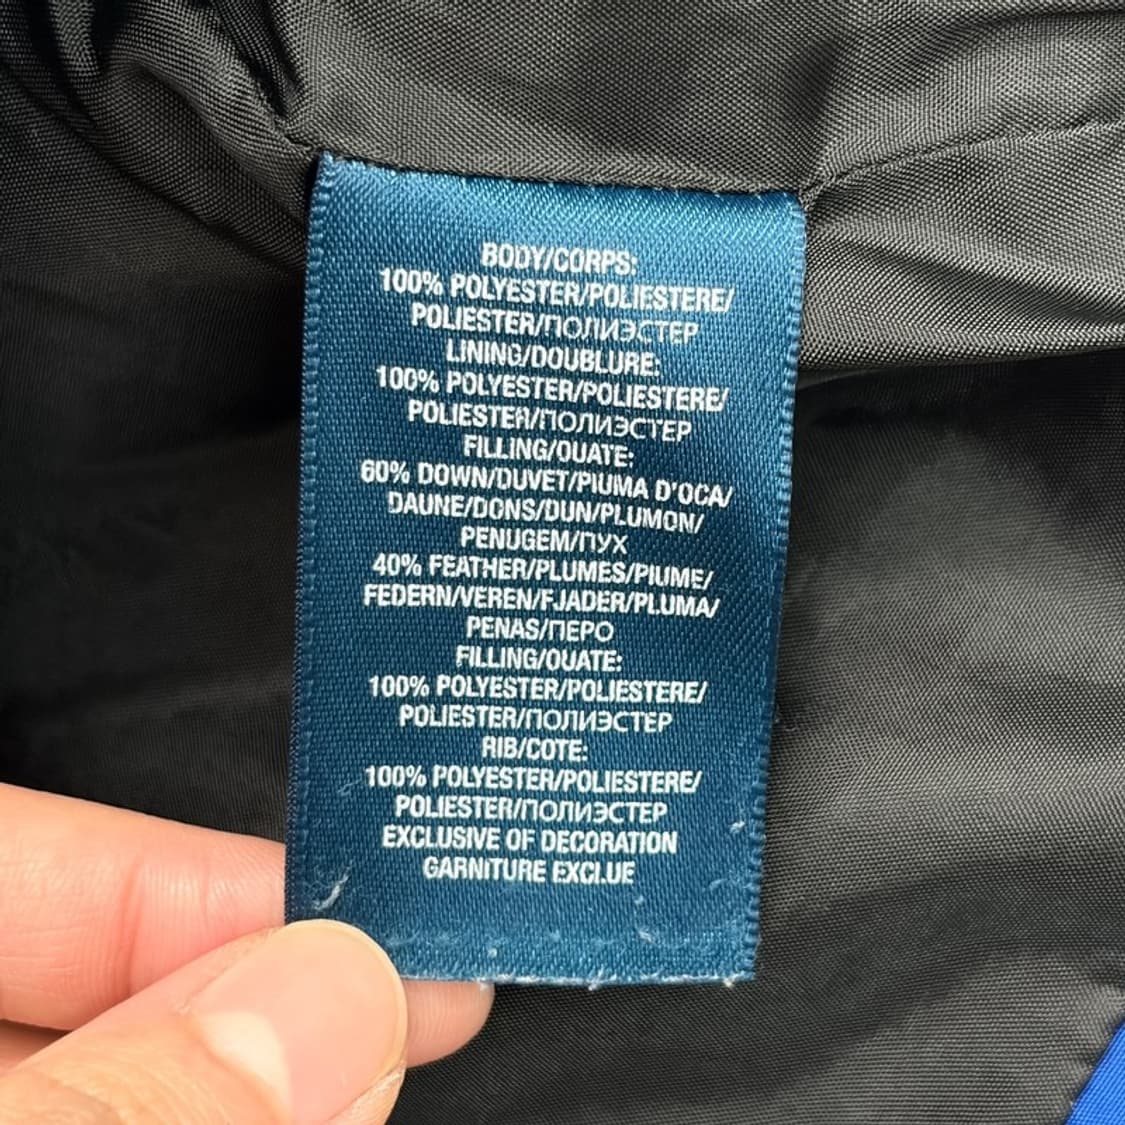 BODY/CORPS:
100% POLYESTER/POLIESTERE/
POLIESTER/ПОЛИЭСТЕР
LINING/DOUBLURE:
100% POLYESTER/POLIESTERE/
POLIESTER/ПОЛИЭСТЕР
FILLING/OUATE:
60% DOWN/DUVET/PIUMA D'OCA/
DAUNE/DONS/DUN/PLUMON/
PENUGEM/ПУХ
40% FEATHER/PLUMES/PIUME/
FEDERN/VEREN/FJADER/PLUMA/
PENAS/ПЕРО
FILLING/OUATE:
100% POLYESTER/POLIESTERE/
POLIESTER/ПОЛИЭСТЕР
RIB/COTE:
100% POLYESTER/POLIESTERE/
POLIESTER/ПОЛИЭСТЕР
EXCLUSIVE OF DECORATION
GARNITURE EXCLUE